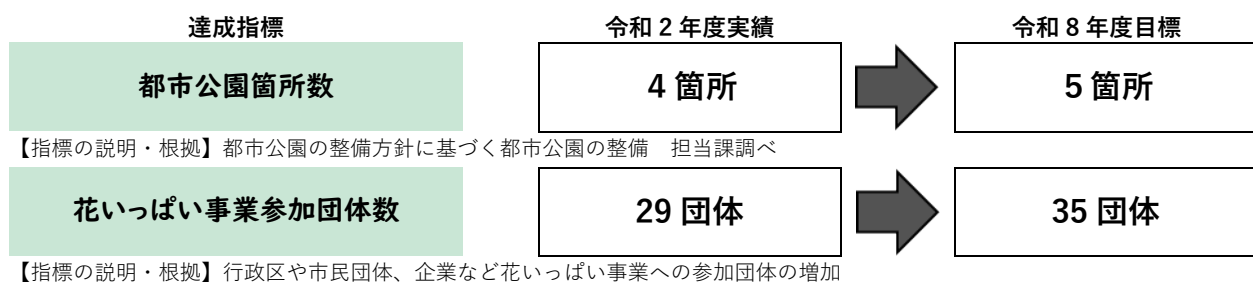 達成指標 令和2年度実績 令和8年度目標
都市公園箇所数 4箇所 5箇所
【指標の説明・根拠】都市公園の整備方針に基づく都市公園の整備　担当課調べ
花いっぱい事業参加団体数 29団体 35団体
【指標の説明・根拠】行政区や市民団体、企業など花いっぱい事業への参加団体の増加